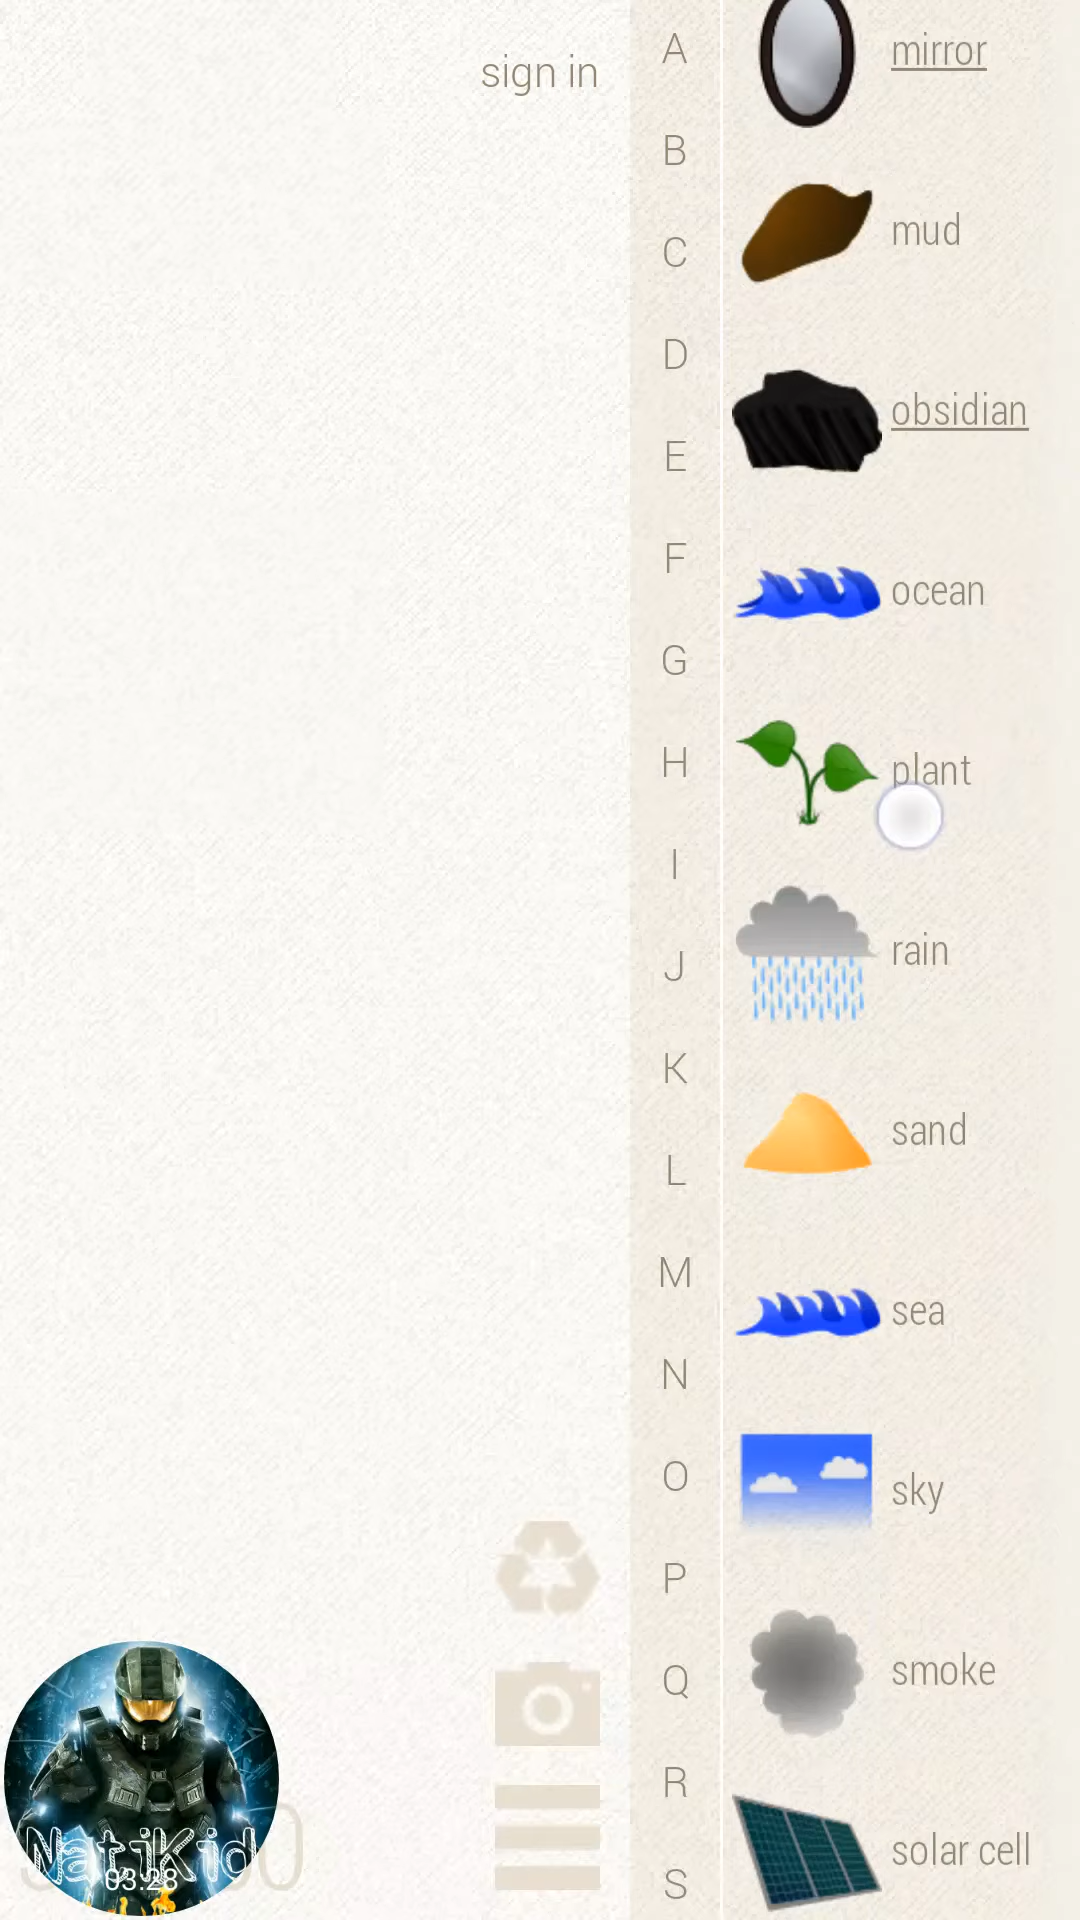 sign in
A
B
C
D
E
F
G
H
I
J
K
L
M
N
O
P
Q
R
S
mirror
mud
obsidian
ocean
plant
rain
sand
sea
sky
smoke
solar cell
NatiKid
03:28